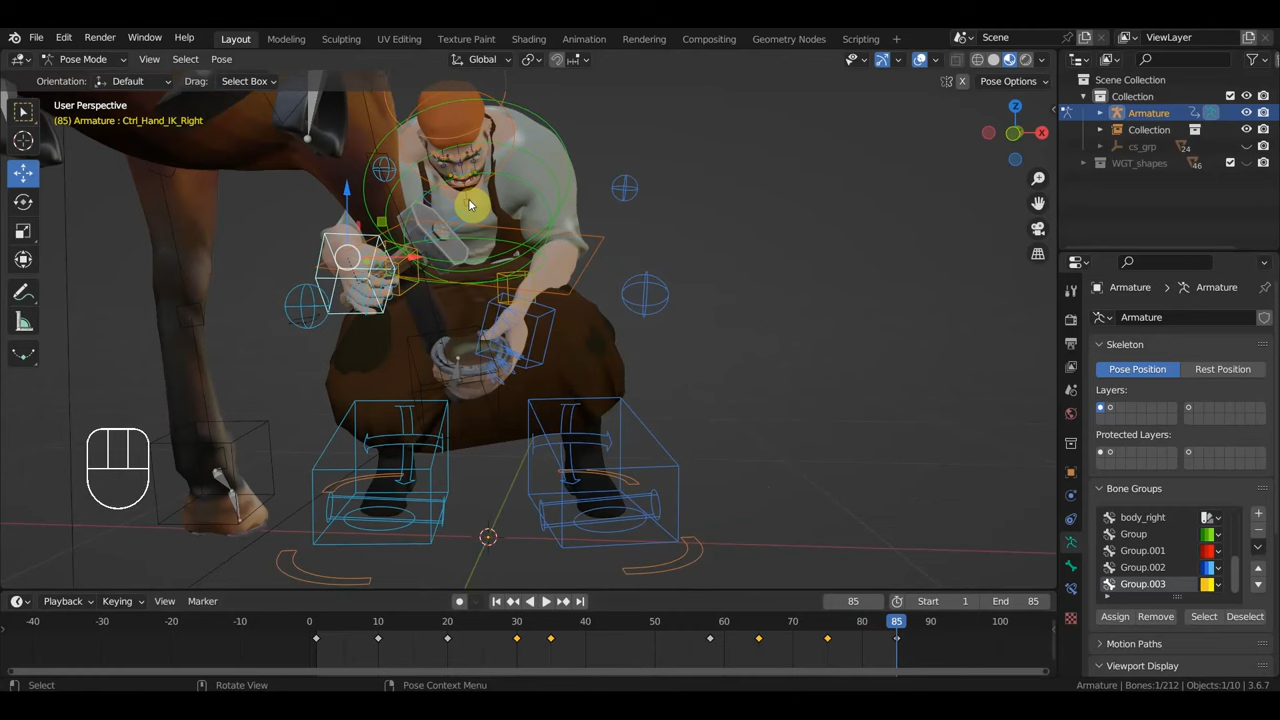 File Edit Render Window Help Layout Modeling Sculpting UV Editing Texture Paint Shading Animation Rendering Compositing Geometry Nodes Scripting + Scene ViewLayer
Pose Mode View Select Pose Global
Orientation: Default Drag: Select Box X Pose Options
User Perspective
(85) Armature : Ctrl_Hand_IK_Right
Z
X
Scene Collection
Collection
Armature
Collection
cs_grp 24
WGT_shapes 46
Armature Armature
Armature
Skeleton
Pose Position Rest Position
Layers:
Protected Layers:
Bone Groups
body_right
Group
Group.001
Group.002
Group.003
Assign Remove Select Deselect
Motion Paths
Viewport Display
Playback Keying View Marker 85 Start 1 End 85
-40 -30 -20 -10 0 10 20 30 40 50 60 70 80 85 90 100
Select Rotate View Pose Context Menu Armature | Bones:1/212 | Objects:1/10 | 3.6.7